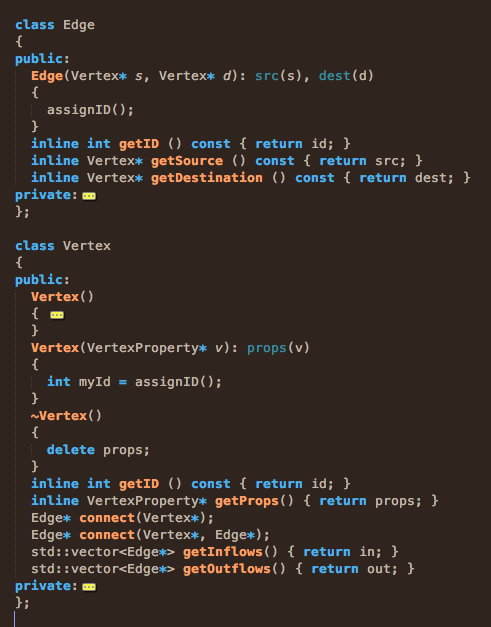 class Edge
{
public:
  Edge(Vertex* s, Vertex* d): src(s), dest(d)
  {
    assignID();
  }
  inline int getID () const { return id; }
  inline Vertex* getSource () const { return src; }
  inline Vertex* getDestination () const { return dest; }
private:
};

class Vertex
{
public:
  Vertex()
  {
  }
  Vertex(VertexProperty* v): props(v)
  {
    int myId = assignID();
  }
  ~Vertex()
  {
    delete props;
  }
  inline int getID () const { return id; }
  inline VertexProperty* getProps() { return props; }
  Edge* connect(Vertex*);
  Edge* connect(Vertex*, Edge*);
  std::vector<Edge*> getInflows() { return in; }
  std::vector<Edge*> getOutflows() { return out; }
private:
};